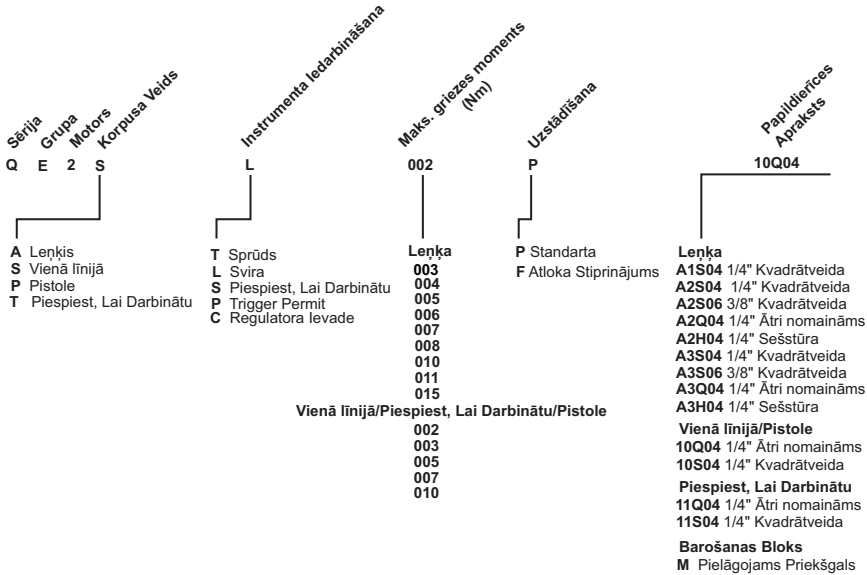 Sērija
Grupa
Motors
Korpusa Veids
Instrumenta Iedarbināšana
Maks. griezes moments
(Nm)
Uzstādīšana
Papildierīces
Apraksts
Q E 2 S L 002 P 10Q04
A Leņķis
S Vienā līnijā
P Pistole
T Piespiest, Lai Darbinātu
T Sprūds
L Svira
S Piespiest, Lai Darbinātu
P Trigger Permit
C Regulatora Ievade
Leņķa
003
004
005
006
007
008
010
011
015
Vienā līnijā/Piespiest, Lai Darbinātu/Pistole
002
003
005
007
010
P Standarta
F Atloka Stiprinājums
Leņķa
A1S04 1/4" Kvadrātveida
A2S04 1/4" Kvadrātveida
A2S06 3/8" Kvadrātveida
A2Q04 1/4" Ātri nomaināms
A2H04 1/4" Sešstūra
A3S04 1/4" Kvadrātveida
A3S06 3/8" Kvadrātveida
A3Q04 1/4" Ātri nomaināms
A3H04 1/4" Sešstūra
Vienā līnijā/Pistole
10Q04 1/4" Ātri nomaināms
10S04 1/4" Kvadrātveida
Piespiest, Lai Darbinātu
11Q04 1/4" Ātri nomaināms
11S04 1/4" Kvadrātveida
Barošanas Bloks
M Pielāgojams Priekšgals